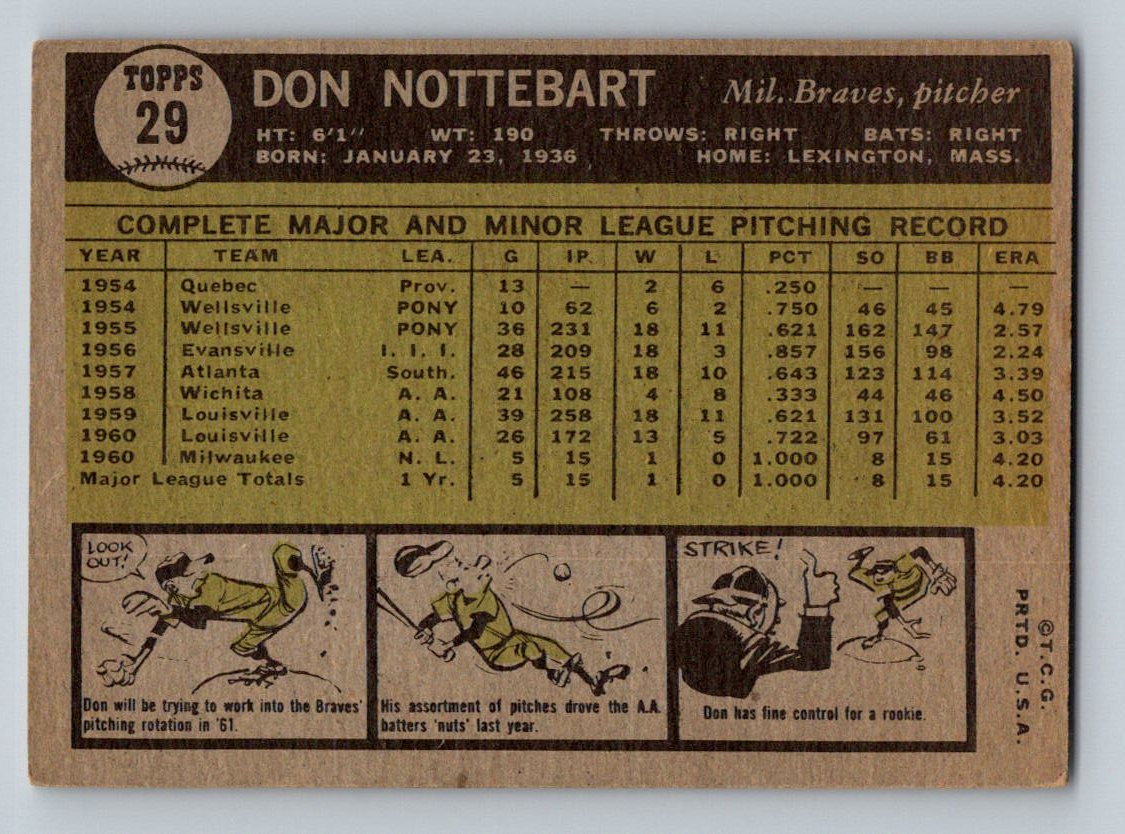 TOPPS
29
DON NOTTEBART Mil. Braves, pitcher
HT: 6'1" WT: 190 THROWS: RIGHT BATS: RIGHT
BORN: JANUARY 23, 1936 HOME: LEXINGTON, MASS.
COMPLETE MAJOR AND MINOR LEAGUE PITCHING RECORD
YEAR TEAM LEA. G IP. W L PCT SO BB ERA
1954 Quebec Prov. 13 — 2 6 .250 — — —
1954 Wellsville PONY 10 62 6 2 .750 46 45 4.79
1955 Wellsville PONY 36 231 18 11 .621 162 147 2.57
1956 Evansville I. I. I. 28 209 18 3 .857 156 98 2.24
1957 Atlanta South. 46 215 18 10 .643 123 114 3.39
1958 Wichita A. A. 21 108 4 8 .333 44 46 4.50
1959 Louisville A. A. 39 258 18 11 .621 131 100 3.52
1960 Louisville A. A. 26 172 13 5 .722 97 61 3.03
1960 Milwaukee N. L. 5 15 1 0 1.000 8 15 4.20
Major League Totals 1 Yr. 5 15 1 0 1.000 8 15 4.20
LOOK
OUT!
Don will be trying to work into the Braves'
pitching rotation in '61.
His assortment of pitches drove the A.A.
batters 'nuts' last year.
STRIKE!
Don has fine control for a rookie.
©T.C.G.
PRTD. U.S.A.